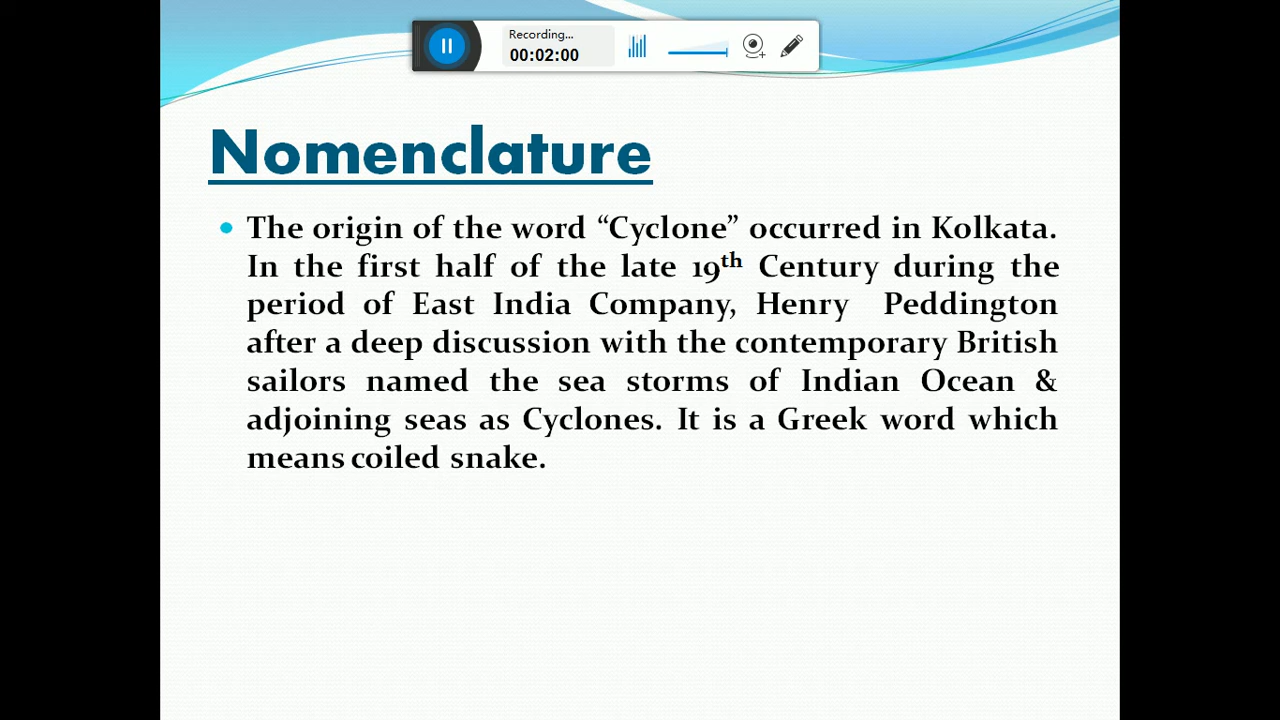 Recording...
00:02:00
Nomenclature
The origin of the word “Cyclone” occurred in Kolkata.
In the first half of the late 19th Century during the
period of East India Company, Henry Peddington
after a deep discussion with the contemporary British
sailors named the sea storms of Indian Ocean &
adjoining seas as Cyclones. It is a Greek word which
means coiled snake.